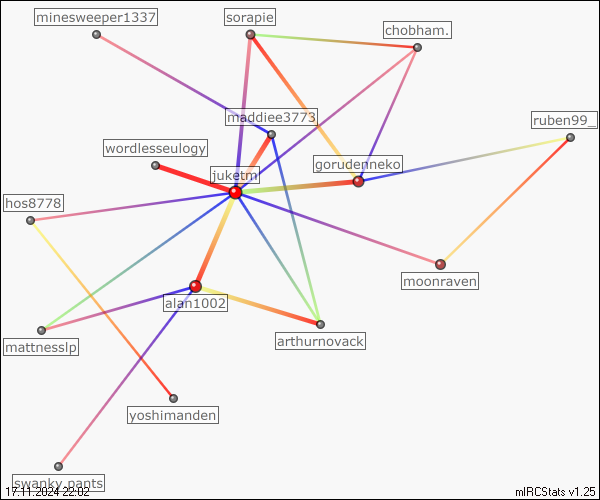 minesweeper1337
sorapie
chobham.
maddiee3773
ruben99_
wordlesseulogy
gorudenneko
juketm
hos8778
moonraven
alan1002
arthurnovack
mattnesslp
yoshimanden
swanky.pants
17.11.2024 22:02
mIRCStats v1.25